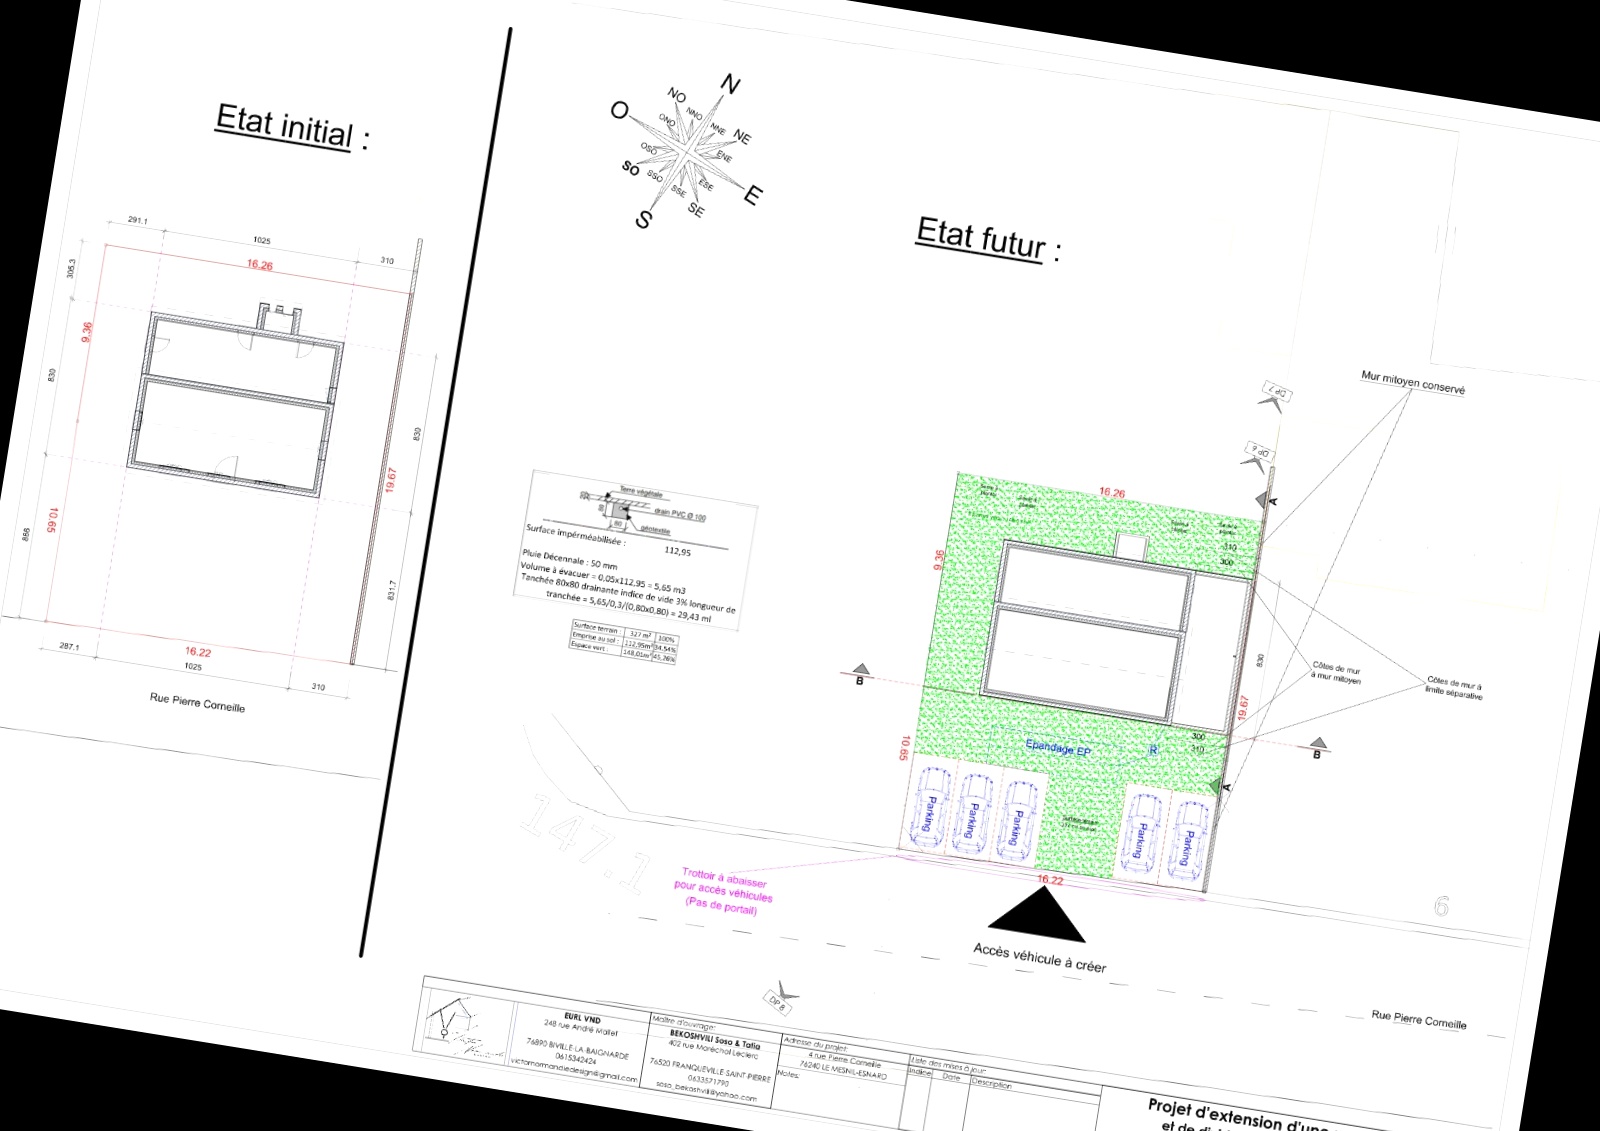 Etat initial :
291.1
1025
310
16.26
305.3
9.36
830
830
19.67
10.65
886
831.7
16.22
287.1
1025
310
Rue Pierre Corneille
N
NO
NNO
NNE
NE
O
ONO
ENE
OSO
SO
SSO
ESE
E
SSE
SE
S
Etat futur :
Mur mitoyen conservé
DP 7
DP 6
A
16.26
310
300
9.36
Terre végétale
drain PVC Ø 100
80
80
géotextile
Surface imperméabilisée :
112,95
Pluie Décennale : 50 mm
Volume à évacuer = 0,05x112,95 = 5,65 m3
Tanchée 80x80 drainante indice de vide 3% longueur de
tranchée = 5,65/0,3/(0,80x0,80) = 29,43 ml
Surface terrain : 327 m² 100%
Emprise au sol : 112,95m² 34.54%
Espace vert : 148,01m² 45,26%
830
Côtes de mur
à mur mitoyen
Côtes de mur à
limite séparative
19.67
B
B
300
310
Epandage EP
R
10.65
A
Parking
Parking
Parking
Parking
Parking
147.1
Trottoir à abaisser
pour accès véhicules
(Pas de portail)
16.22
6
Accès véhicule à créer
Rue Pierre Corneille
DP 8
EURL VND
248 rue André Mallet
76890 BIVILLE-LA-BAIGNARDE
0615342424
victornormandiedesign@gmail.com
Maître d'ouvrage:
BEKOSHVILI Soso & Tatia
402 rue Maréchal Leclerc
76520 FRANQUEVILLE-SAINT-PIERRE
0633571790
soso_bekoshvili@yahoo.com
Adresse du projet:
4 rue Pierre Corneille
76240 LE MESNIL-ESNARD
Notes:
Liste des mises à jour:
Indice
Date
Description
Projet d'extension d'une